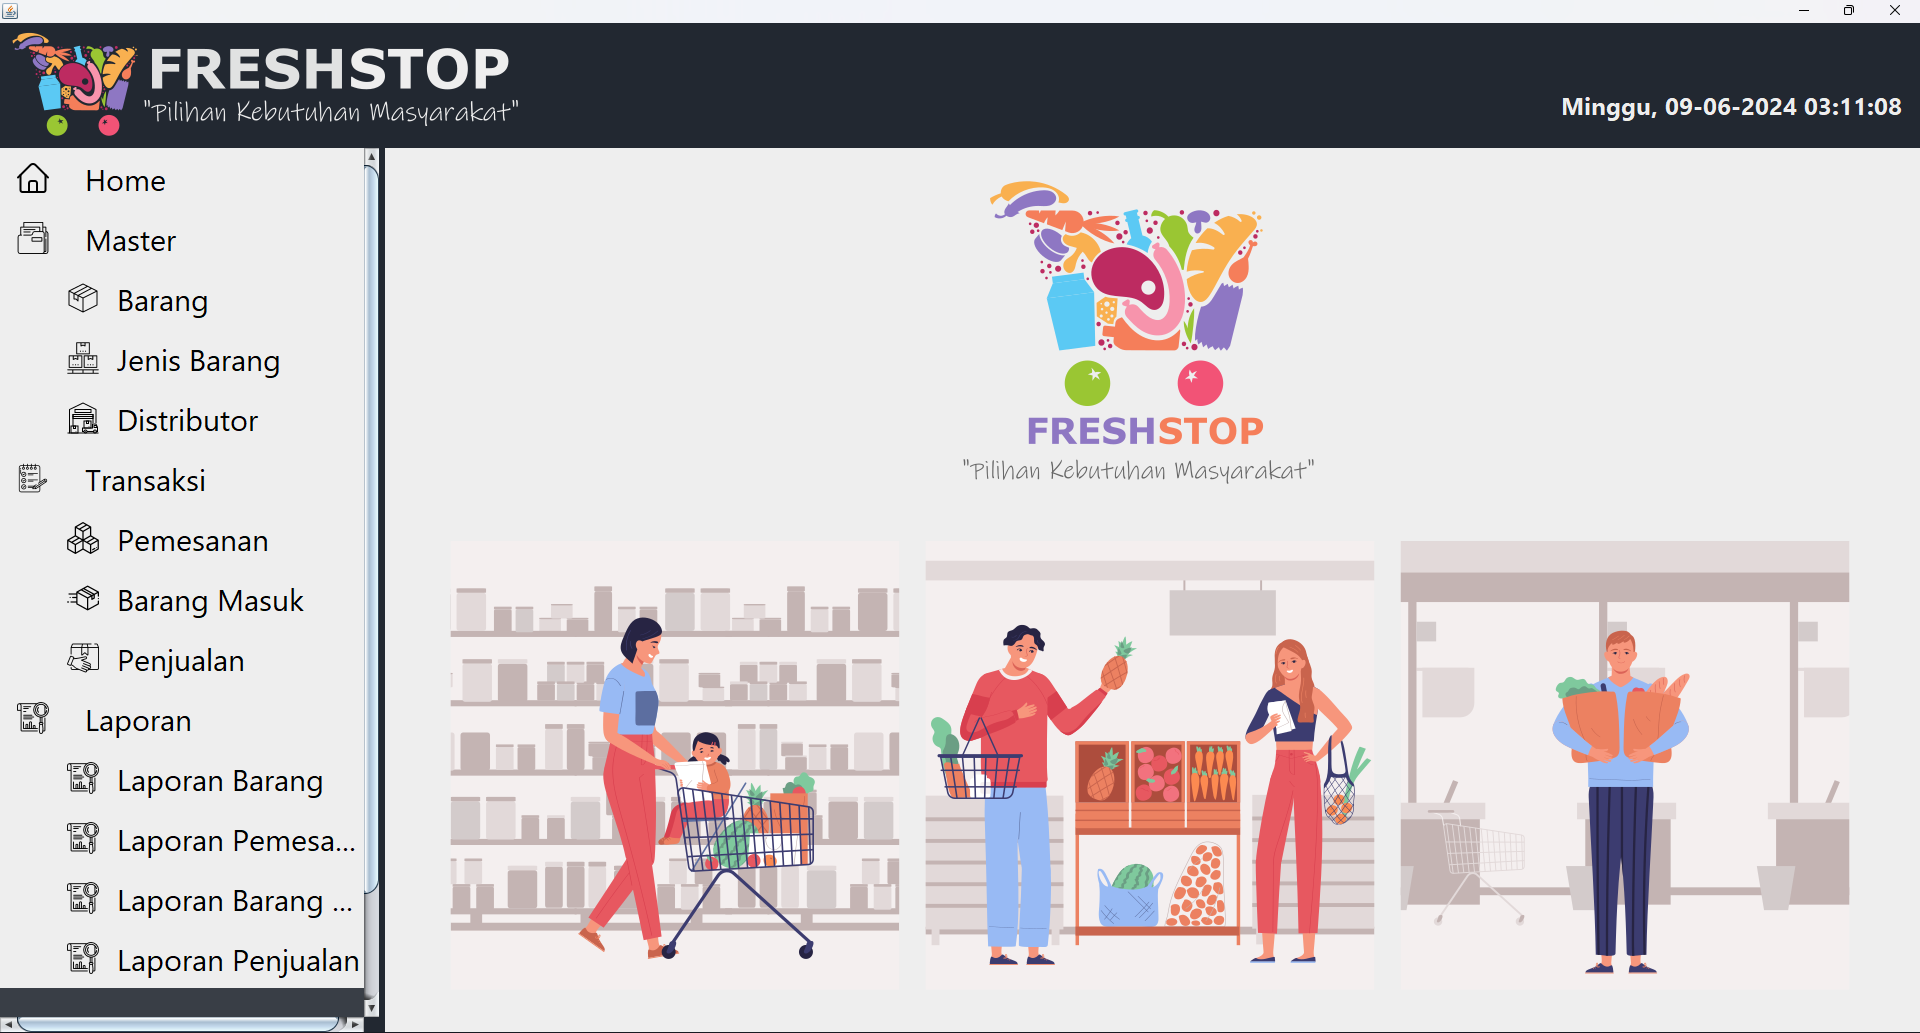 FRESHSTOP
"Pilihan Kebutuhan Masyarakat"
Minggu, 09-06-2024 03:11:08
Home
Master
Barang
Jenis Barang
Distributor
Transaksi
Pemesanan
Barang Masuk
Penjualan
Laporan
Laporan Barang
Laporan Pemesa...
Laporan Barang ...
Laporan Penjualan
FRESHSTOP
"Pilihan Kebutuhan Masyarakat"